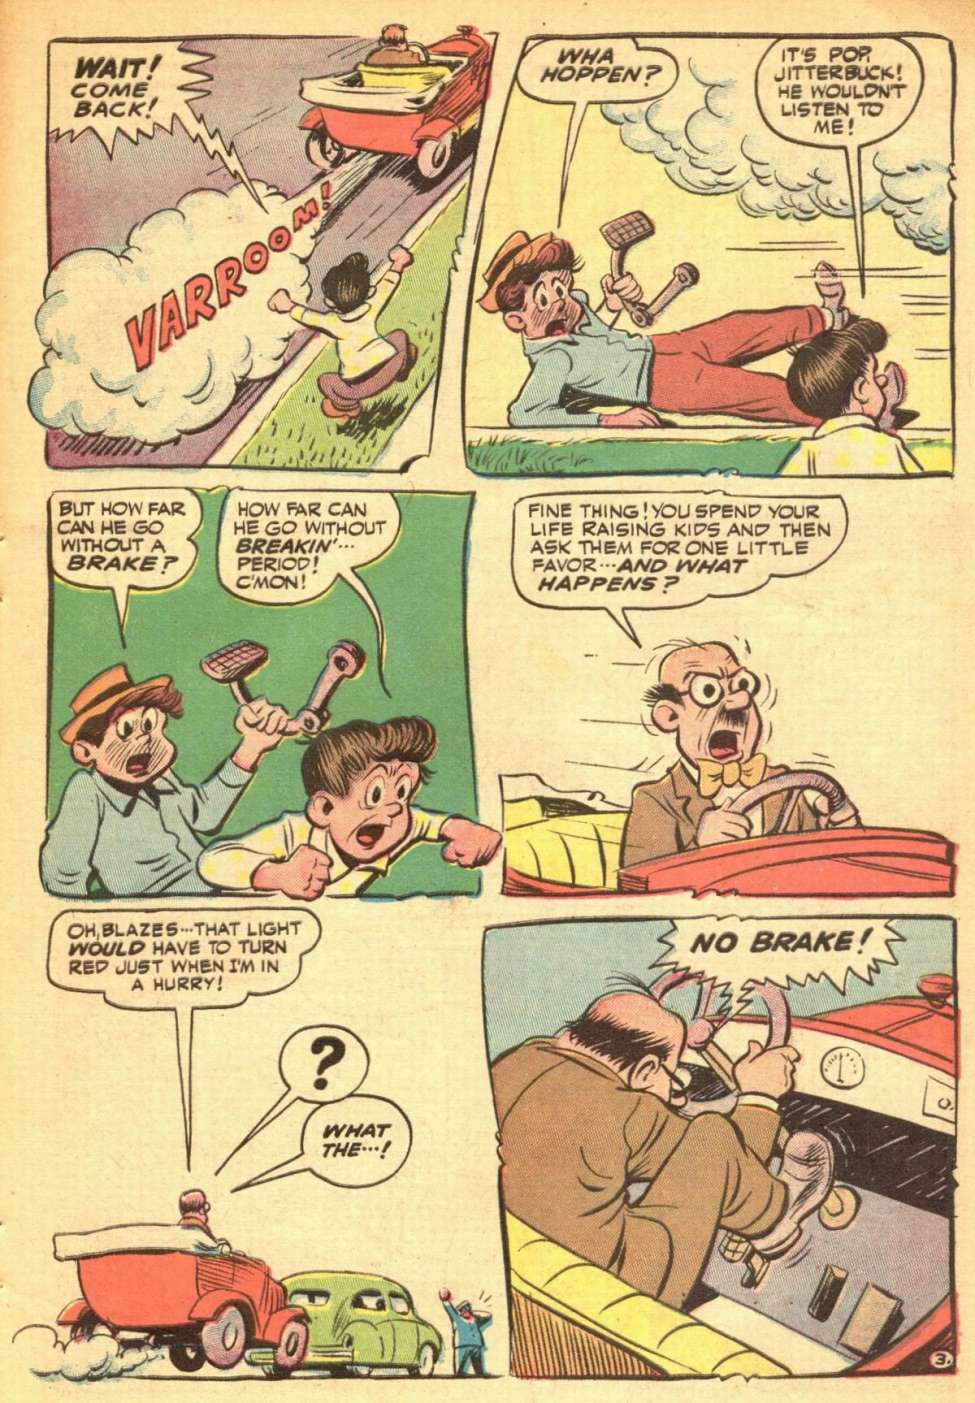 WAIT!
COME
BACK!
VARROOM!
WHA
HOPPEN?
IT'S POP,
JITTERBUCK!
HE WOULDN'T
LISTEN TO
ME!
BUT HOW FAR
CAN HE GO
WITHOUT A
BRAKE?
HOW FAR CAN
HE GO WITHOUT
BREAKIN'...
PERIOD!
C'MON!
FINE THING! YOU SPEND YOUR
LIFE RAISING KIDS AND THEN
ASK THEM FOR ONE LITTLE
FAVOR...AND WHAT
HAPPENS?
OH, BLAZES...THAT LIGHT
WOULD HAVE TO TURN
RED JUST WHEN I'M IN
A HURRY!
?
WHAT
THE...!
NO BRAKE!
3.